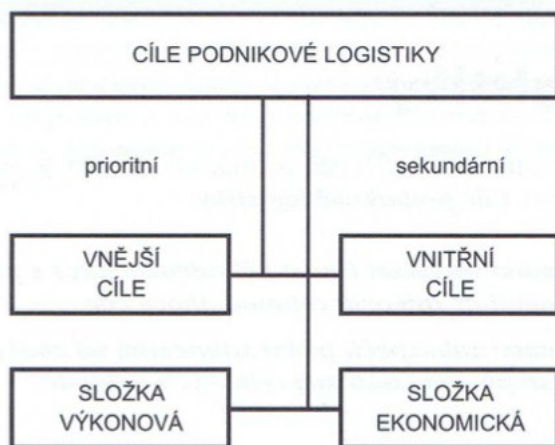 CÍLE PODNIKOVÉ LOGISTIKY
prioritní sekundární
VNĚJŠÍ CÍLE
VNITŘNÍ CÍLE
SLOŽKA VÝKONOVÁ
SLOŽKA EKONOMICKÁ